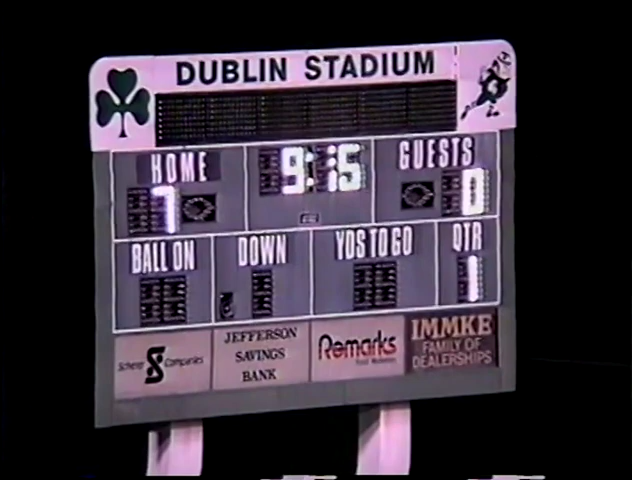 DUBLIN STADIUM
HOME
9:15
GUESTS
7
0
BALL ON
DOWN
YDS TO GO
QTR
1
Scherer S Companies
JEFFERSON
SAVINGS
BANK
Remarks
IMMKE
FAMILY OF
DEALERSHIPS